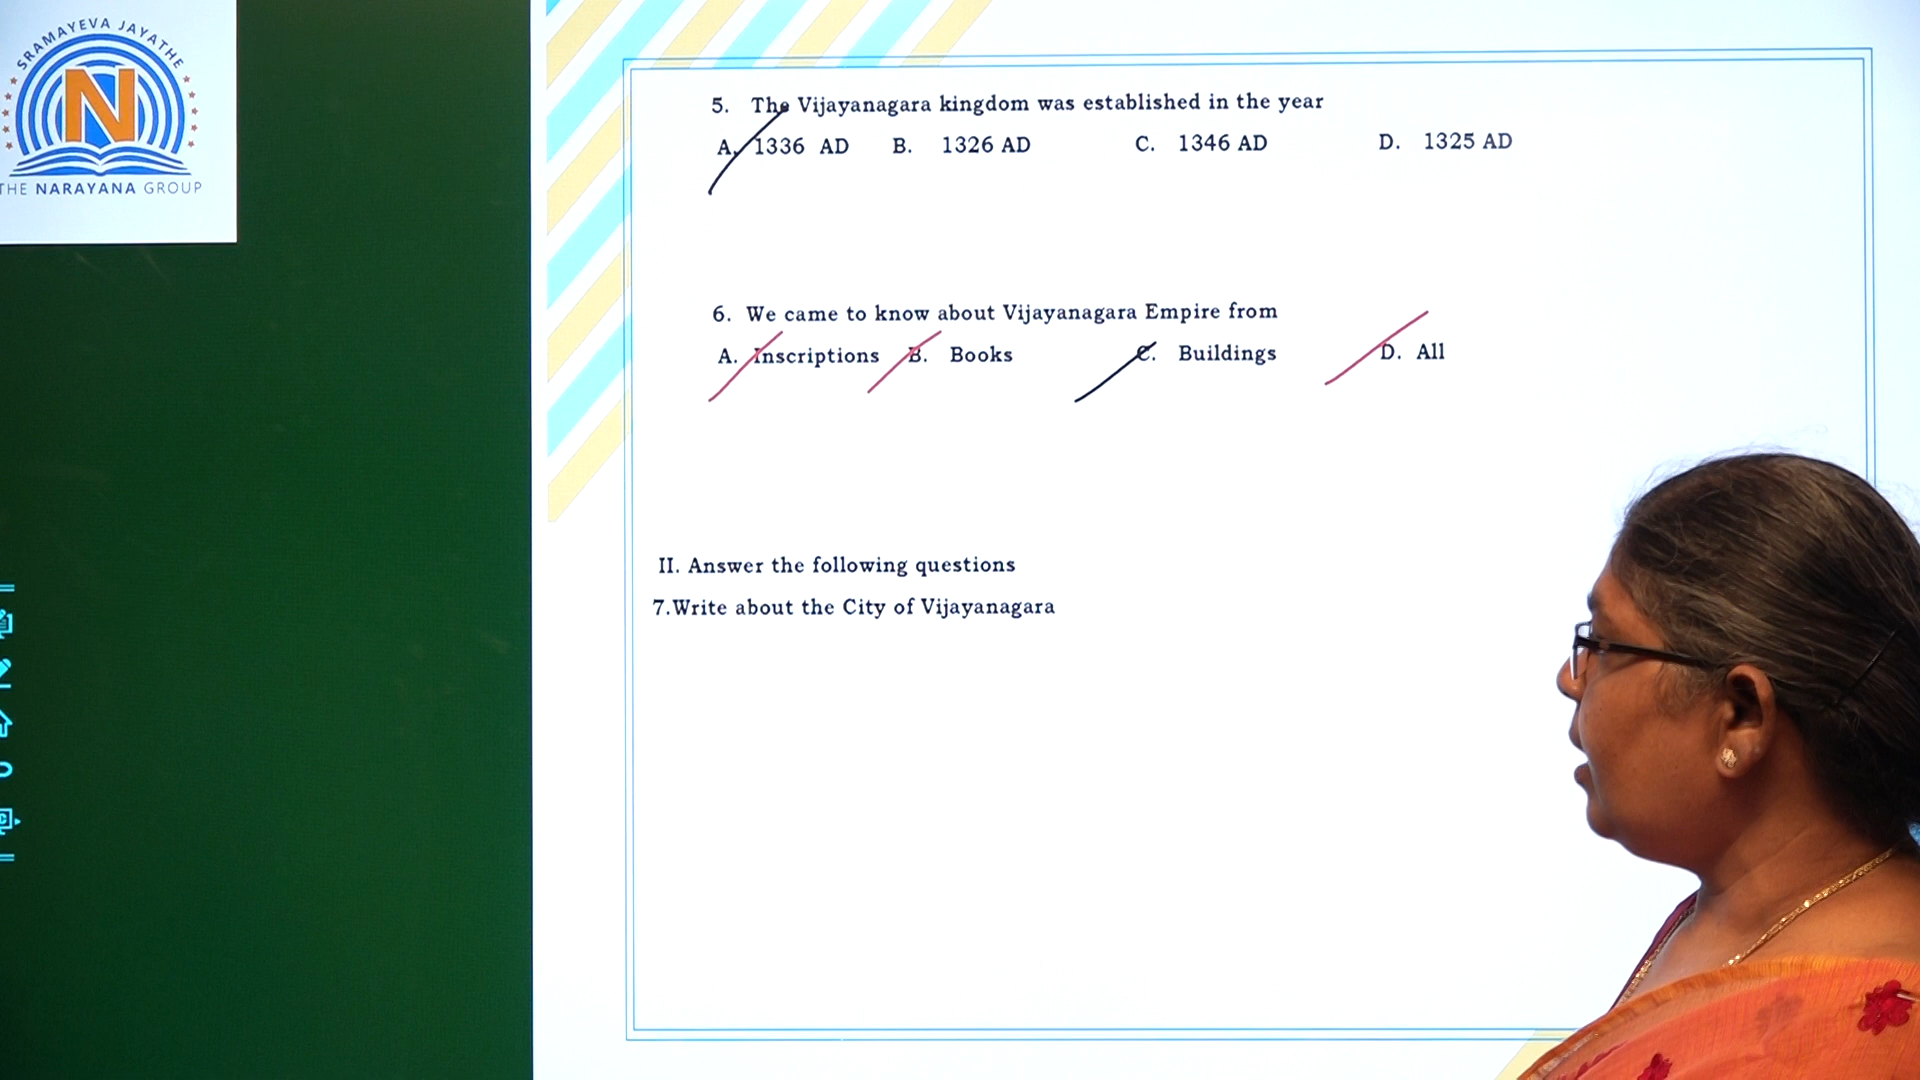 SRAMAYEVA JAYATHE
N
THE NARAYANA GROUP
5. The Vijayanagara kingdom was established in the year
A. 1336 AD B. 1326 AD C. 1346 AD D. 1325 AD
6. We came to know about Vijayanagara Empire from
A. Inscriptions B. Books C. Buildings D. All
II. Answer the following questions
7.Write about the City of Vijayanagara